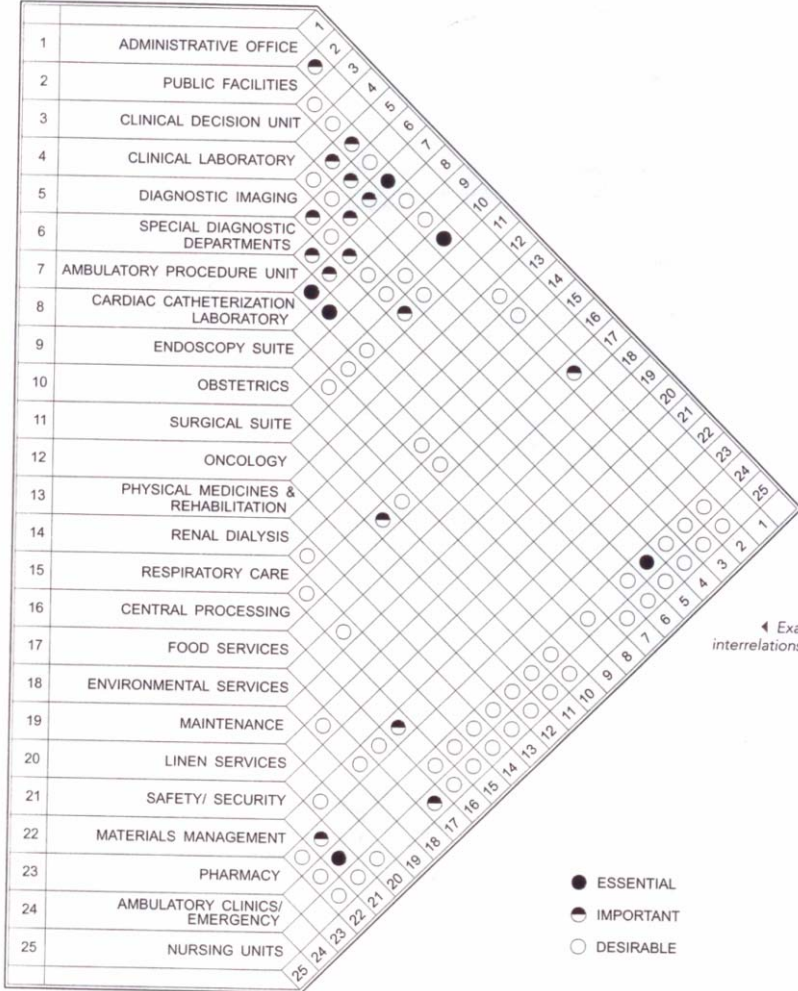 1 ADMINISTRATIVE OFFICE
2 PUBLIC FACILITIES
3 CLINICAL DECISION UNIT
4 CLINICAL LABORATORY
5 DIAGNOSTIC IMAGING
6 SPECIAL DIAGNOSTIC
DEPARTMENTS
7 AMBULATORY PROCEDURE UNIT
8 CARDIAC CATHETERIZATION
LABORATORY
9 ENDOSCOPY SUITE
10 OBSTETRICS
11 SURGICAL SUITE
12 ONCOLOGY
13 PHYSICAL MEDICINES &
REHABILITATION
14 RENAL DIALYSIS
15 RESPIRATORY CARE
16 CENTRAL PROCESSING
17 FOOD SERVICES
18 ENVIRONMENTAL SERVICES
19 MAINTENANCE
20 LINEN SERVICES
21 SAFETY/ SECURITY
22 MATERIALS MANAGEMENT
23 PHARMACY
24 AMBULATORY CLINICS/
EMERGENCY
25 NURSING UNITS
1 2 3 4 5 6 7 8 9 10 11 12 13 14 15 16 17 18 19 20 21 22 23 24 25
1 2 3 4 5 6 7 8 9 10 11 12 13 14 15 16 17 18 19 20 21 22 23 24 25
◀ Exa
interrelations
ESSENTIAL
IMPORTANT
DESIRABLE